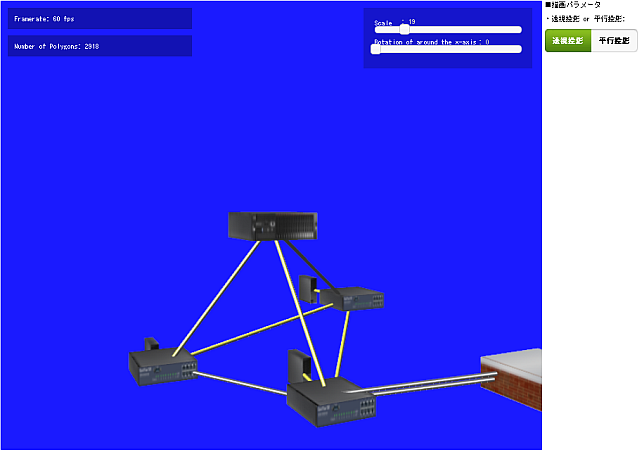 Framerate: 60 fps
Number of Polygons: 2918
Scale : 19
Rotation of around the x-axis : 0
■描画パラメータ
・透視投影 or 平行投影:
透視投影
平行投影